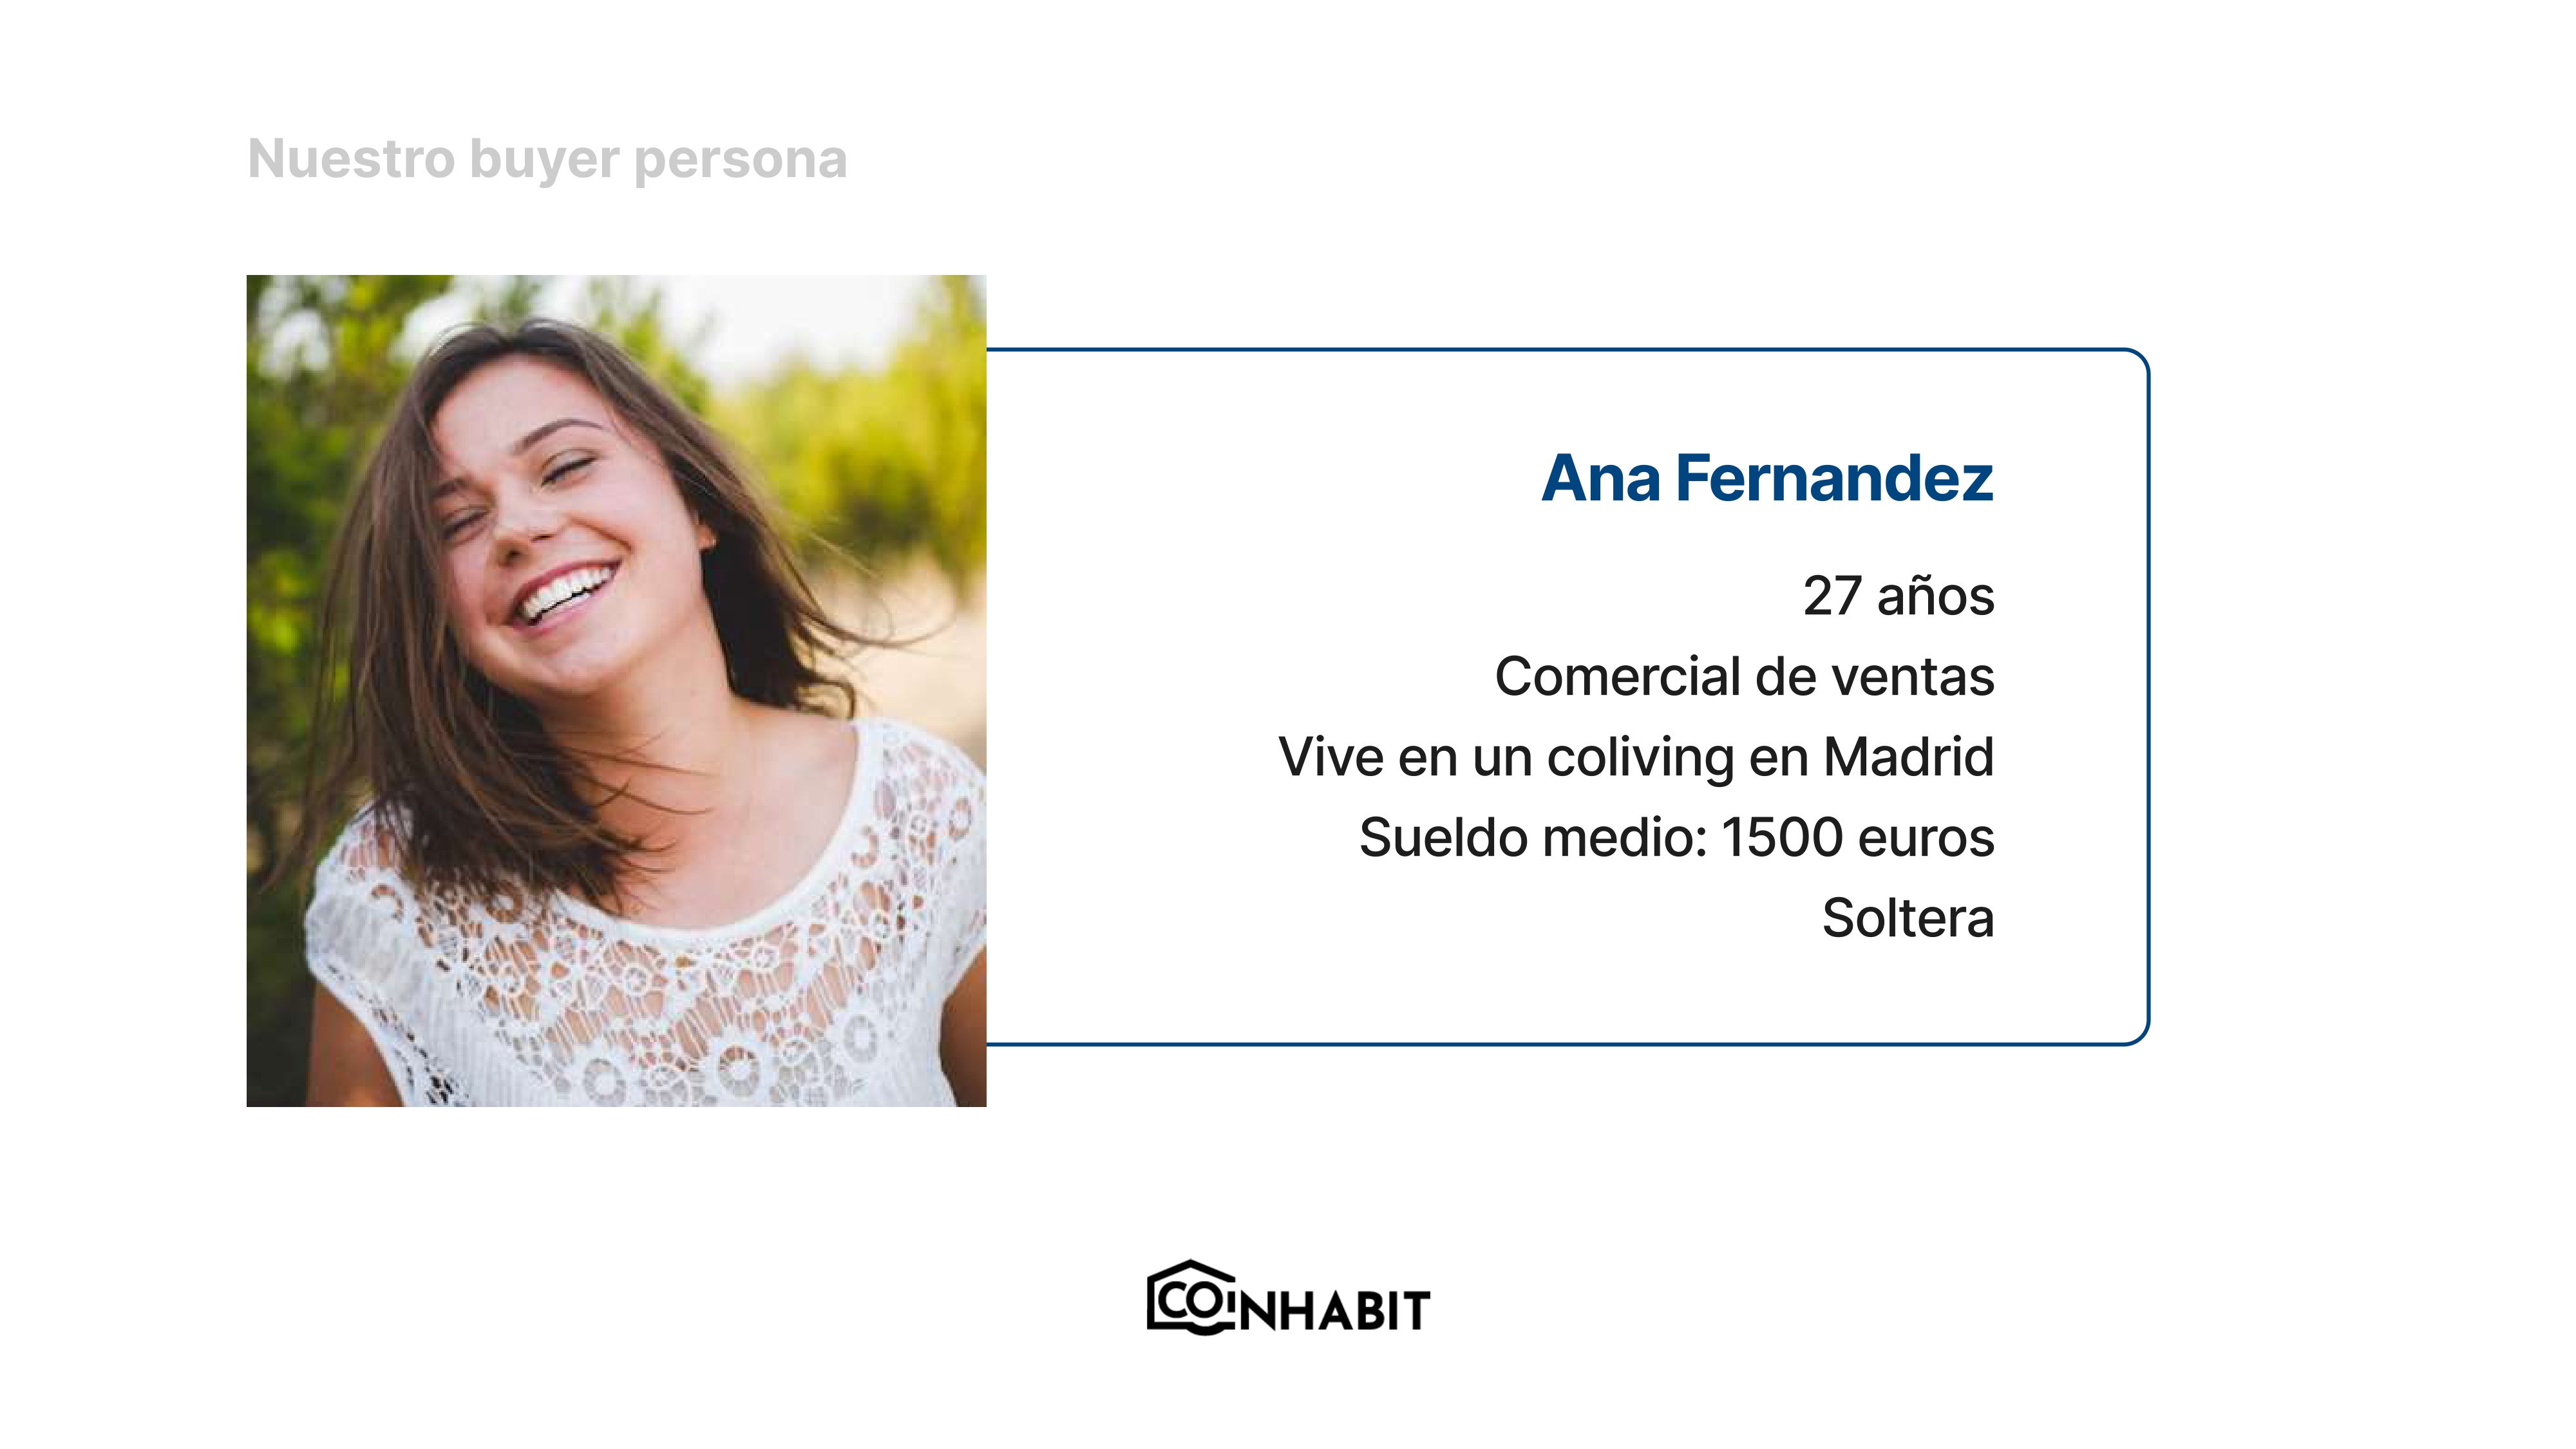 Nuestro buyer persona
Ana Fernandez
27 años
Comercial de ventas
Vive en un coliving en Madrid
Sueldo medio: 1500 euros
Soltera
COINHABIT